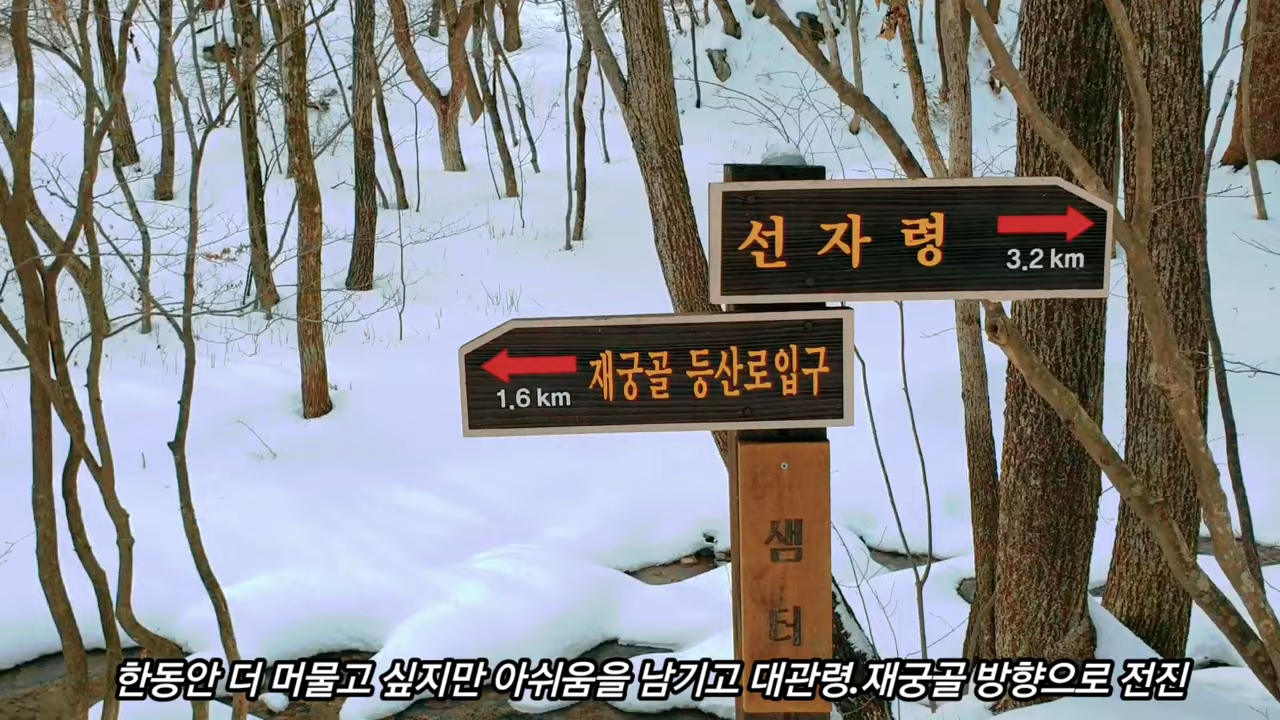 선자령
3.2 km
재궁골 등산로입구
1.6 km
샘터
한동안 더 머물고 싶지만 아쉬움을 남기고 대관령.재궁골 방향으로 전진